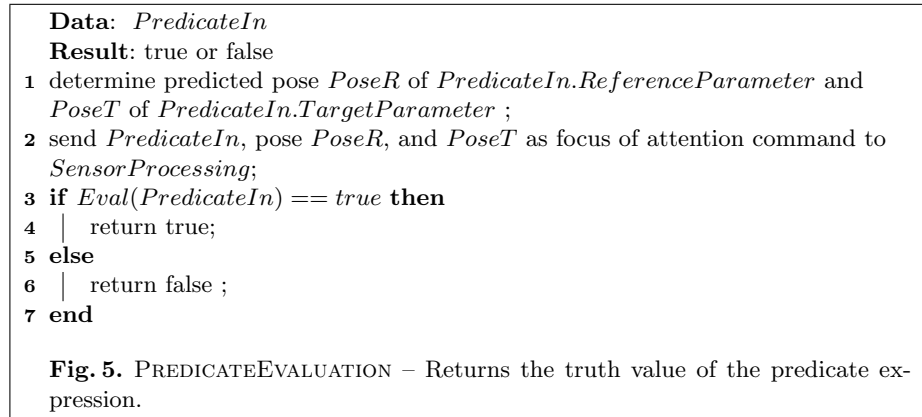 Data: PredicateIn
Result: true or false
1 determine predicted pose PoseR of PredicateIn.ReferenceParameter and
PoseT of PredicateIn.TargetParameter ;
2 send PredicateIn, pose PoseR, and PoseT as focus of attention command to
SensorProcessing;
3 if Eval(PredicateIn) == true then
4 return true;
5 else
6 return false ;
7 end
Fig. 5. PREDICATEEVALUATION – Returns the truth value of the predicate ex-
pression.